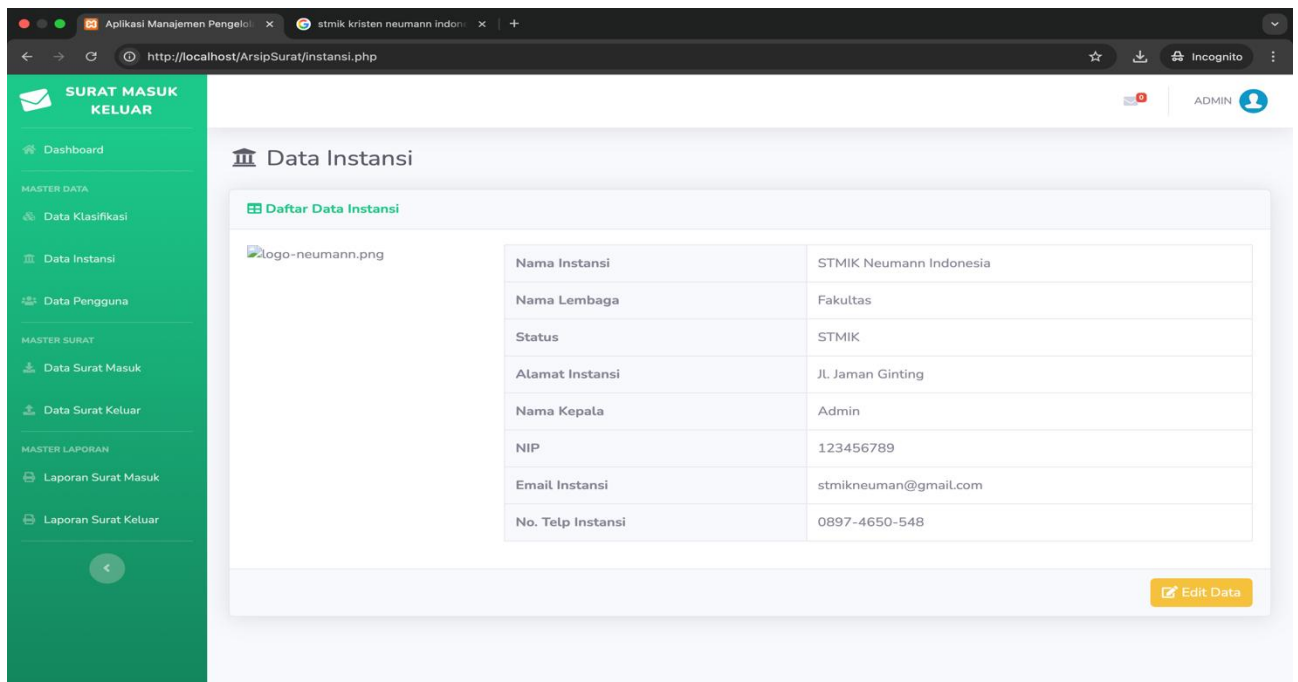 Aplikasi Manajemen Pengelol
stmik kristen neumann indon
http://localhost/ArsipSurat/instansi.php
Incognito
SURAT MASUK
KELUAR
0
ADMIN
Dashboard
Data Instansi
MASTER DATA
Data Klasifikasi
Data Instansi
Data Pengguna
MASTER SURAT
Data Surat Masuk
Data Surat Keluar
MASTER LAPORAN
Laporan Surat Masuk
Laporan Surat Keluar
Daftar Data Instansi
logo-neumann.png
Nama Instansi STMIK Neumann Indonesia
Nama Lembaga Fakultas
Status STMIK
Alamat Instansi Jl. Jaman Ginting
Nama Kepala Admin
NIP 123456789
Email Instansi stmikneuman@gmail.com
No. Telp Instansi 0897-4650-548
Edit Data